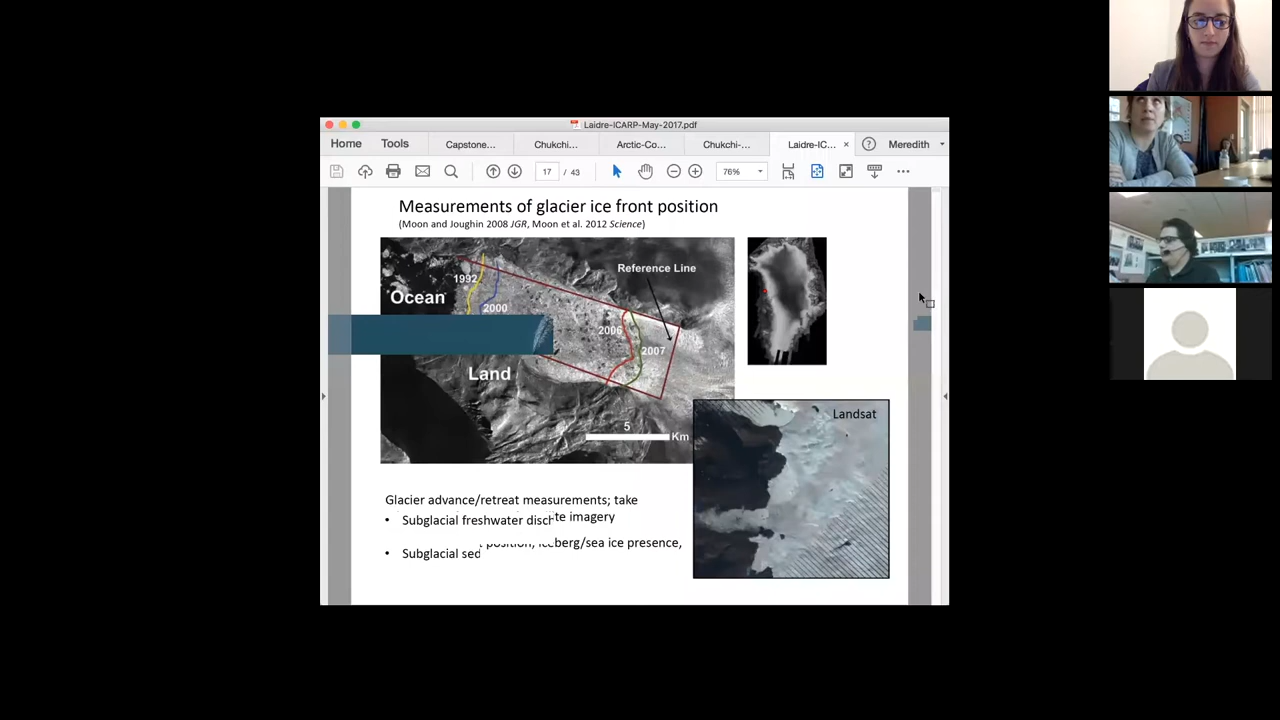 Laidre-ICARP-May-2017.pdf
Home Tools Capstone... Chukchi... Arctic-Co... Chukchi-... Laidre-IC... × ? Meredith
17 / 43 76%
Measurements of glacier ice front position
(Moon and Joughin 2008 JGR, Moon et al. 2012 Science)
Reference Line
1992
Ocean
2000
2006
2007
Land
5
Km
Landsat
Glacier advance/retreat measurements; take
te imagery
• Subglacial freshwater disch
position, iceberg/sea ice presence,
• Subglacial sed